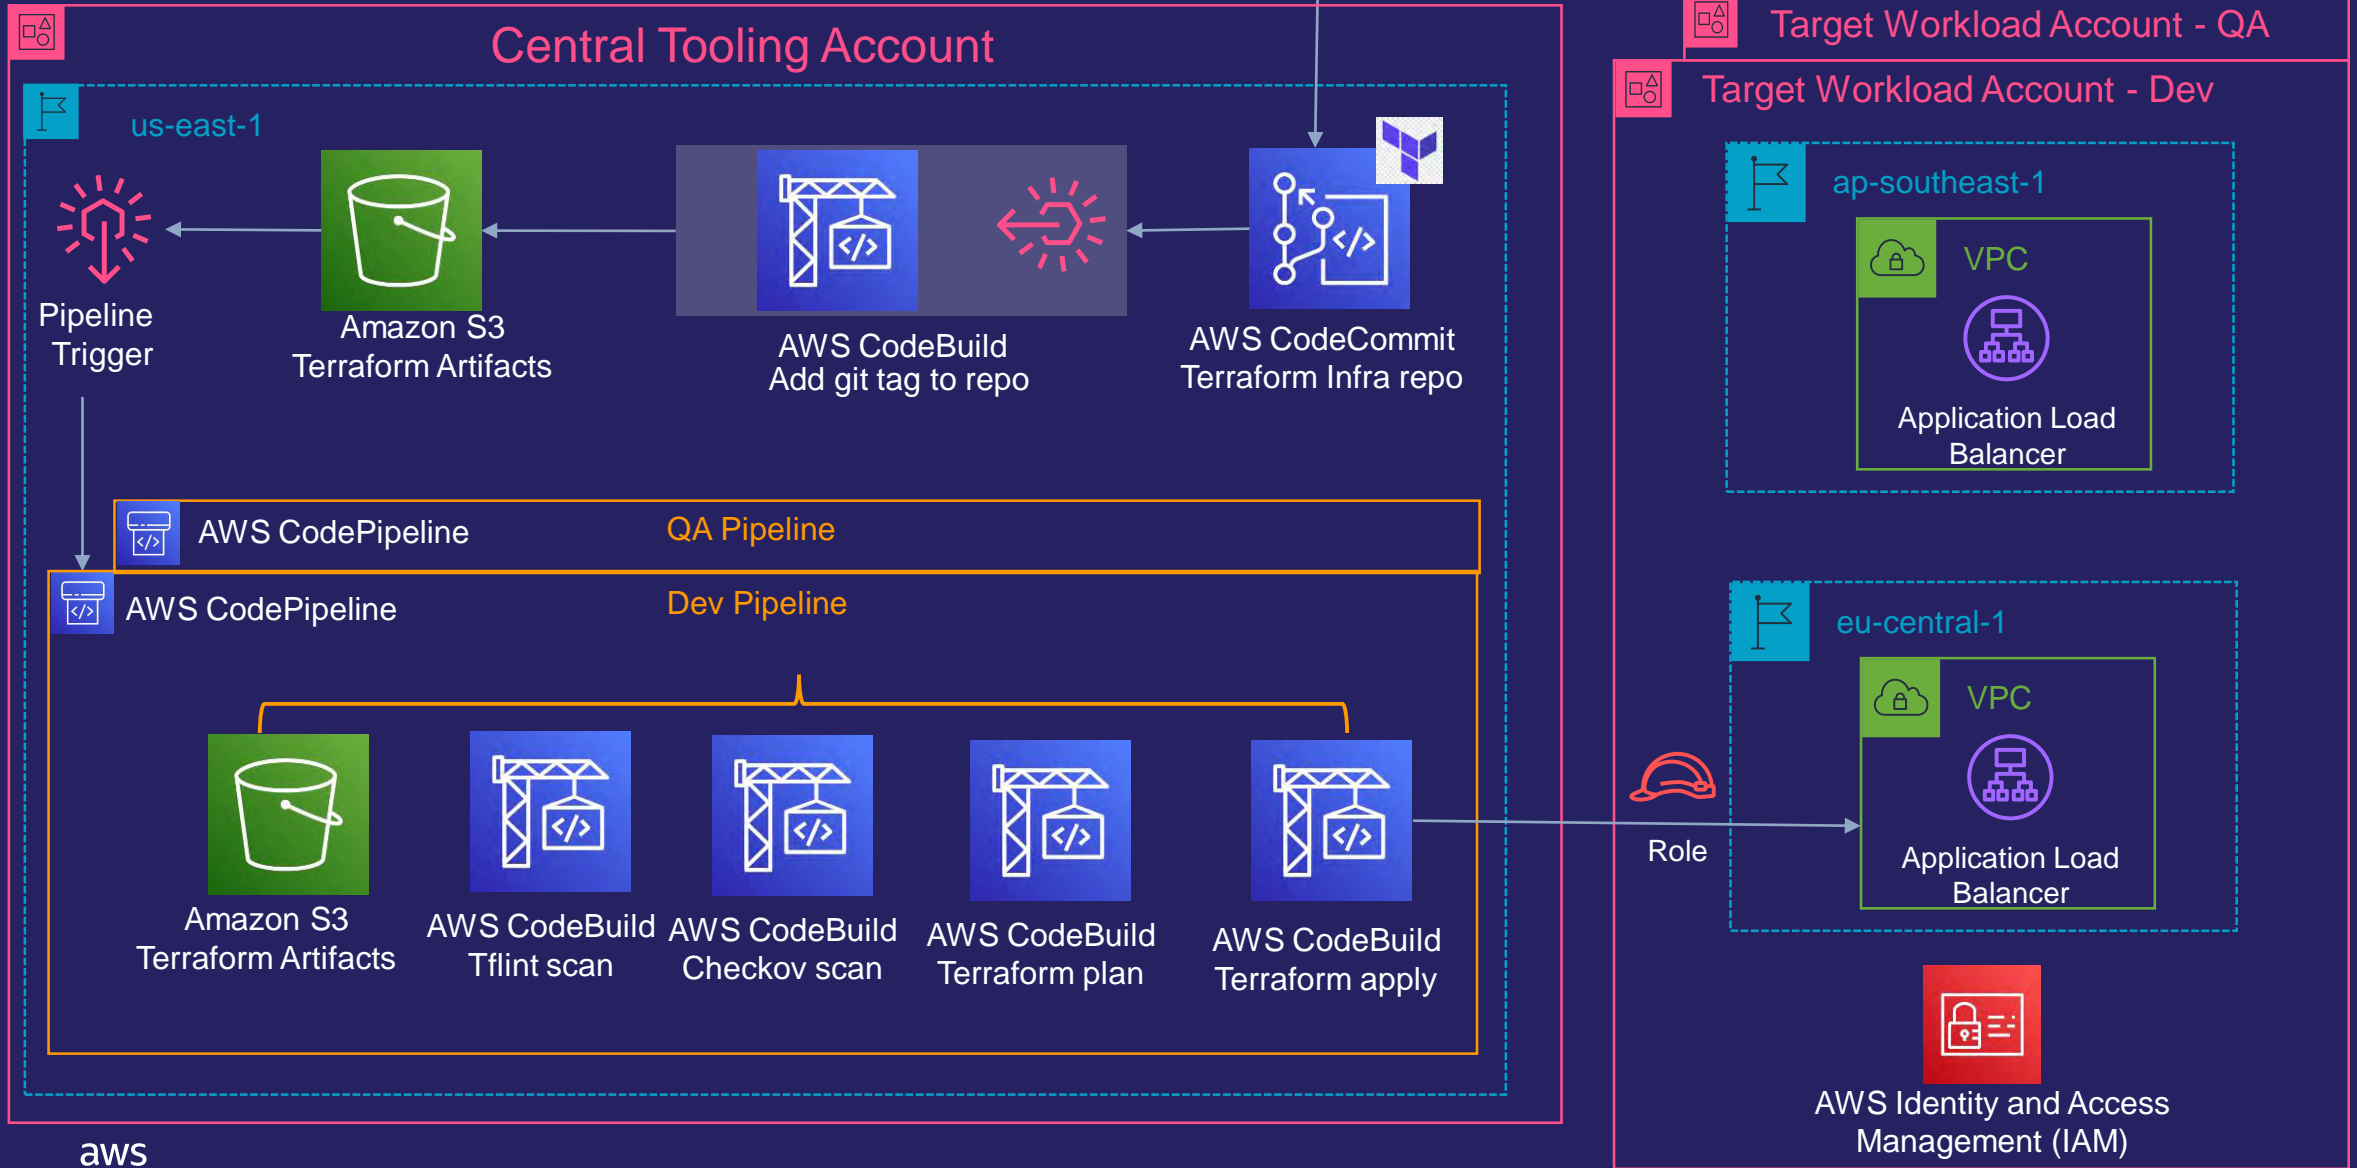 Central Tooling Account
us-east-1
Pipeline
Trigger
Amazon S3
Terraform Artifacts
AWS CodeBuild
Add git tag to repo
AWS CodeCommit
Terraform Infra repo
AWS CodePipeline
QA Pipeline
AWS CodePipeline
Dev Pipeline
Amazon S3
Terraform Artifacts
AWS CodeBuild
Tflint scan
AWS CodeBuild
Checkov scan
AWS CodeBuild
Terraform plan
AWS CodeBuild
Terraform apply
Target Workload Account - QA
Target Workload Account - Dev
ap-southeast-1
VPC
Application Load
Balancer
eu-central-1
VPC
Application Load
Balancer
Role
AWS Identity and Access
Management (IAM)
aws